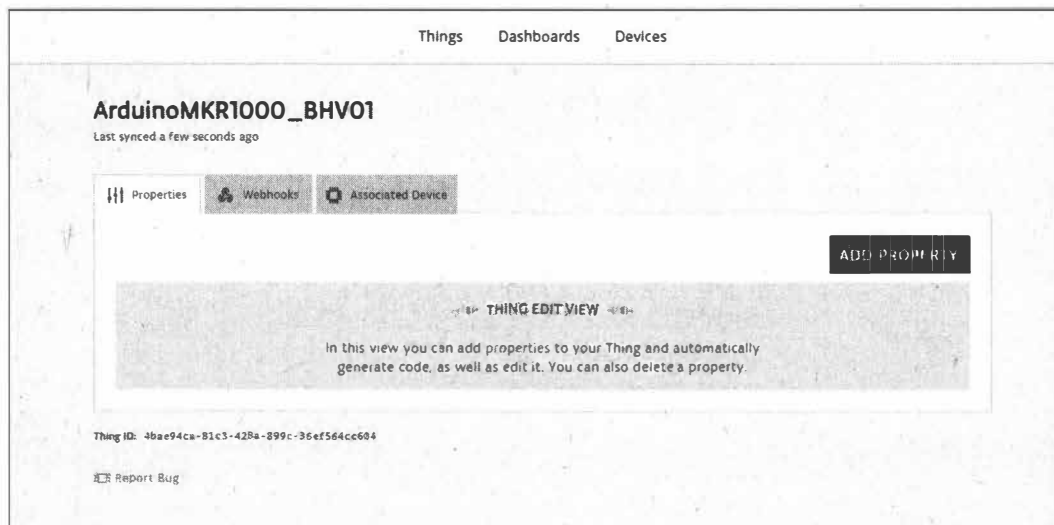 Things Dashboards Devices
ArduinoMKR1000_BHV01
Last synced a few seconds ago
Properties Webhooks Associated Device
ADD PROPERTY
THING EDIT VIEW
In this view you can add properties to your Thing and automatically
generate code, as well as edit it. You can also delete a property.
Thing ID: 4bae94ca-81c3-428a-899c-36ef564cc604
Report Bug